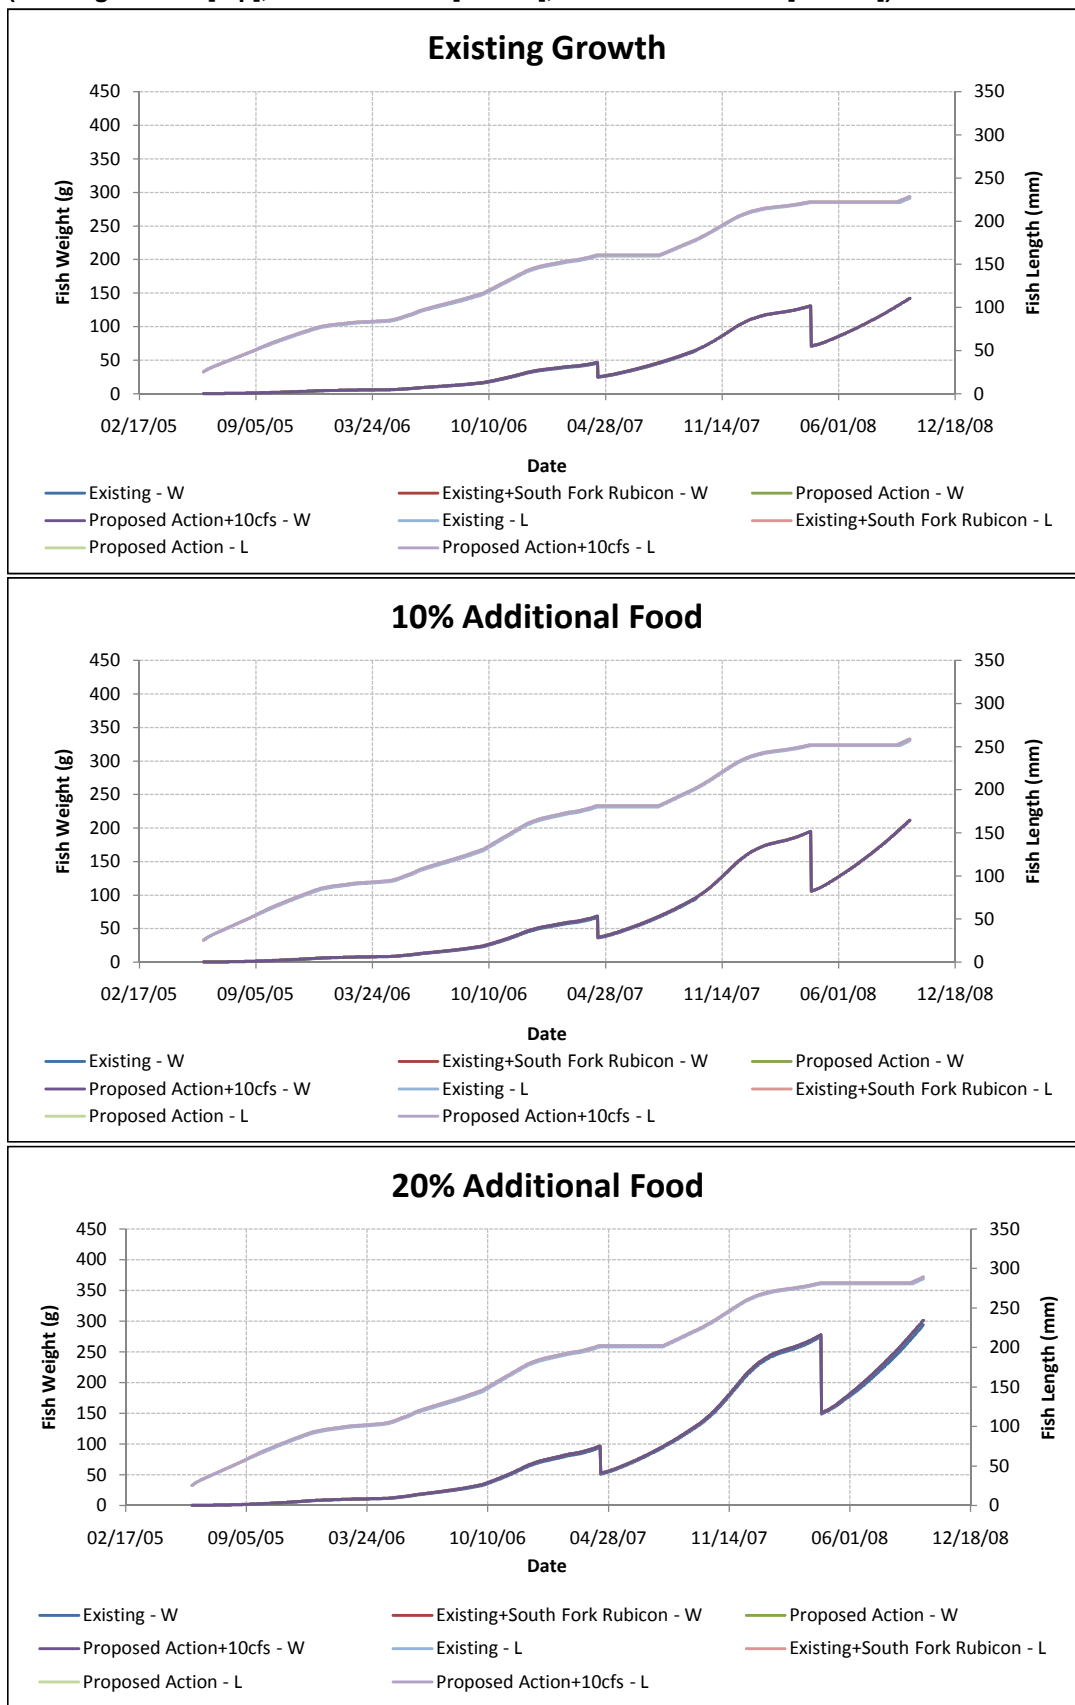 Existing Growth
450
400
350
300
250
200
150
100
50
0
Fish Weight (g)
350
300
250
200
150
100
50
0
Fish Length (mm)
02/17/05 09/05/05 03/24/06 10/10/06 04/28/07 11/14/07 06/01/08 12/18/08
Date
Existing - W Existing+South Fork Rubicon - W Proposed Action - W
Proposed Action+10cfs - W Existing - L Existing+South Fork Rubicon - L
Proposed Action - L Proposed Action+10cfs - L
10% Additional Food
450
400
350
300
250
200
150
100
50
0
Fish Weight (g)
350
300
250
200
150
100
50
0
Fish Length (mm)
02/17/05 09/05/05 03/24/06 10/10/06 04/28/07 11/14/07 06/01/08 12/18/08
Date
Existing - W Existing+South Fork Rubicon - W Proposed Action - W
Proposed Action+10cfs - W Existing - L Existing+South Fork Rubicon - L
Proposed Action - L Proposed Action+10cfs - L
20% Additional Food
450
400
350
300
250
200
150
100
50
0
Fish Weight (g)
350
300
250
200
150
100
50
0
Fish Length (mm)
02/17/05 09/05/05 03/24/06 10/10/06 04/28/07 11/14/07 06/01/08 12/18/08
Date
Existing - W Existing+South Fork Rubicon - W Proposed Action - W
Proposed Action+10cfs - W Existing - L Existing+South Fork Rubicon - L
Proposed Action - L Proposed Action+10cfs - L